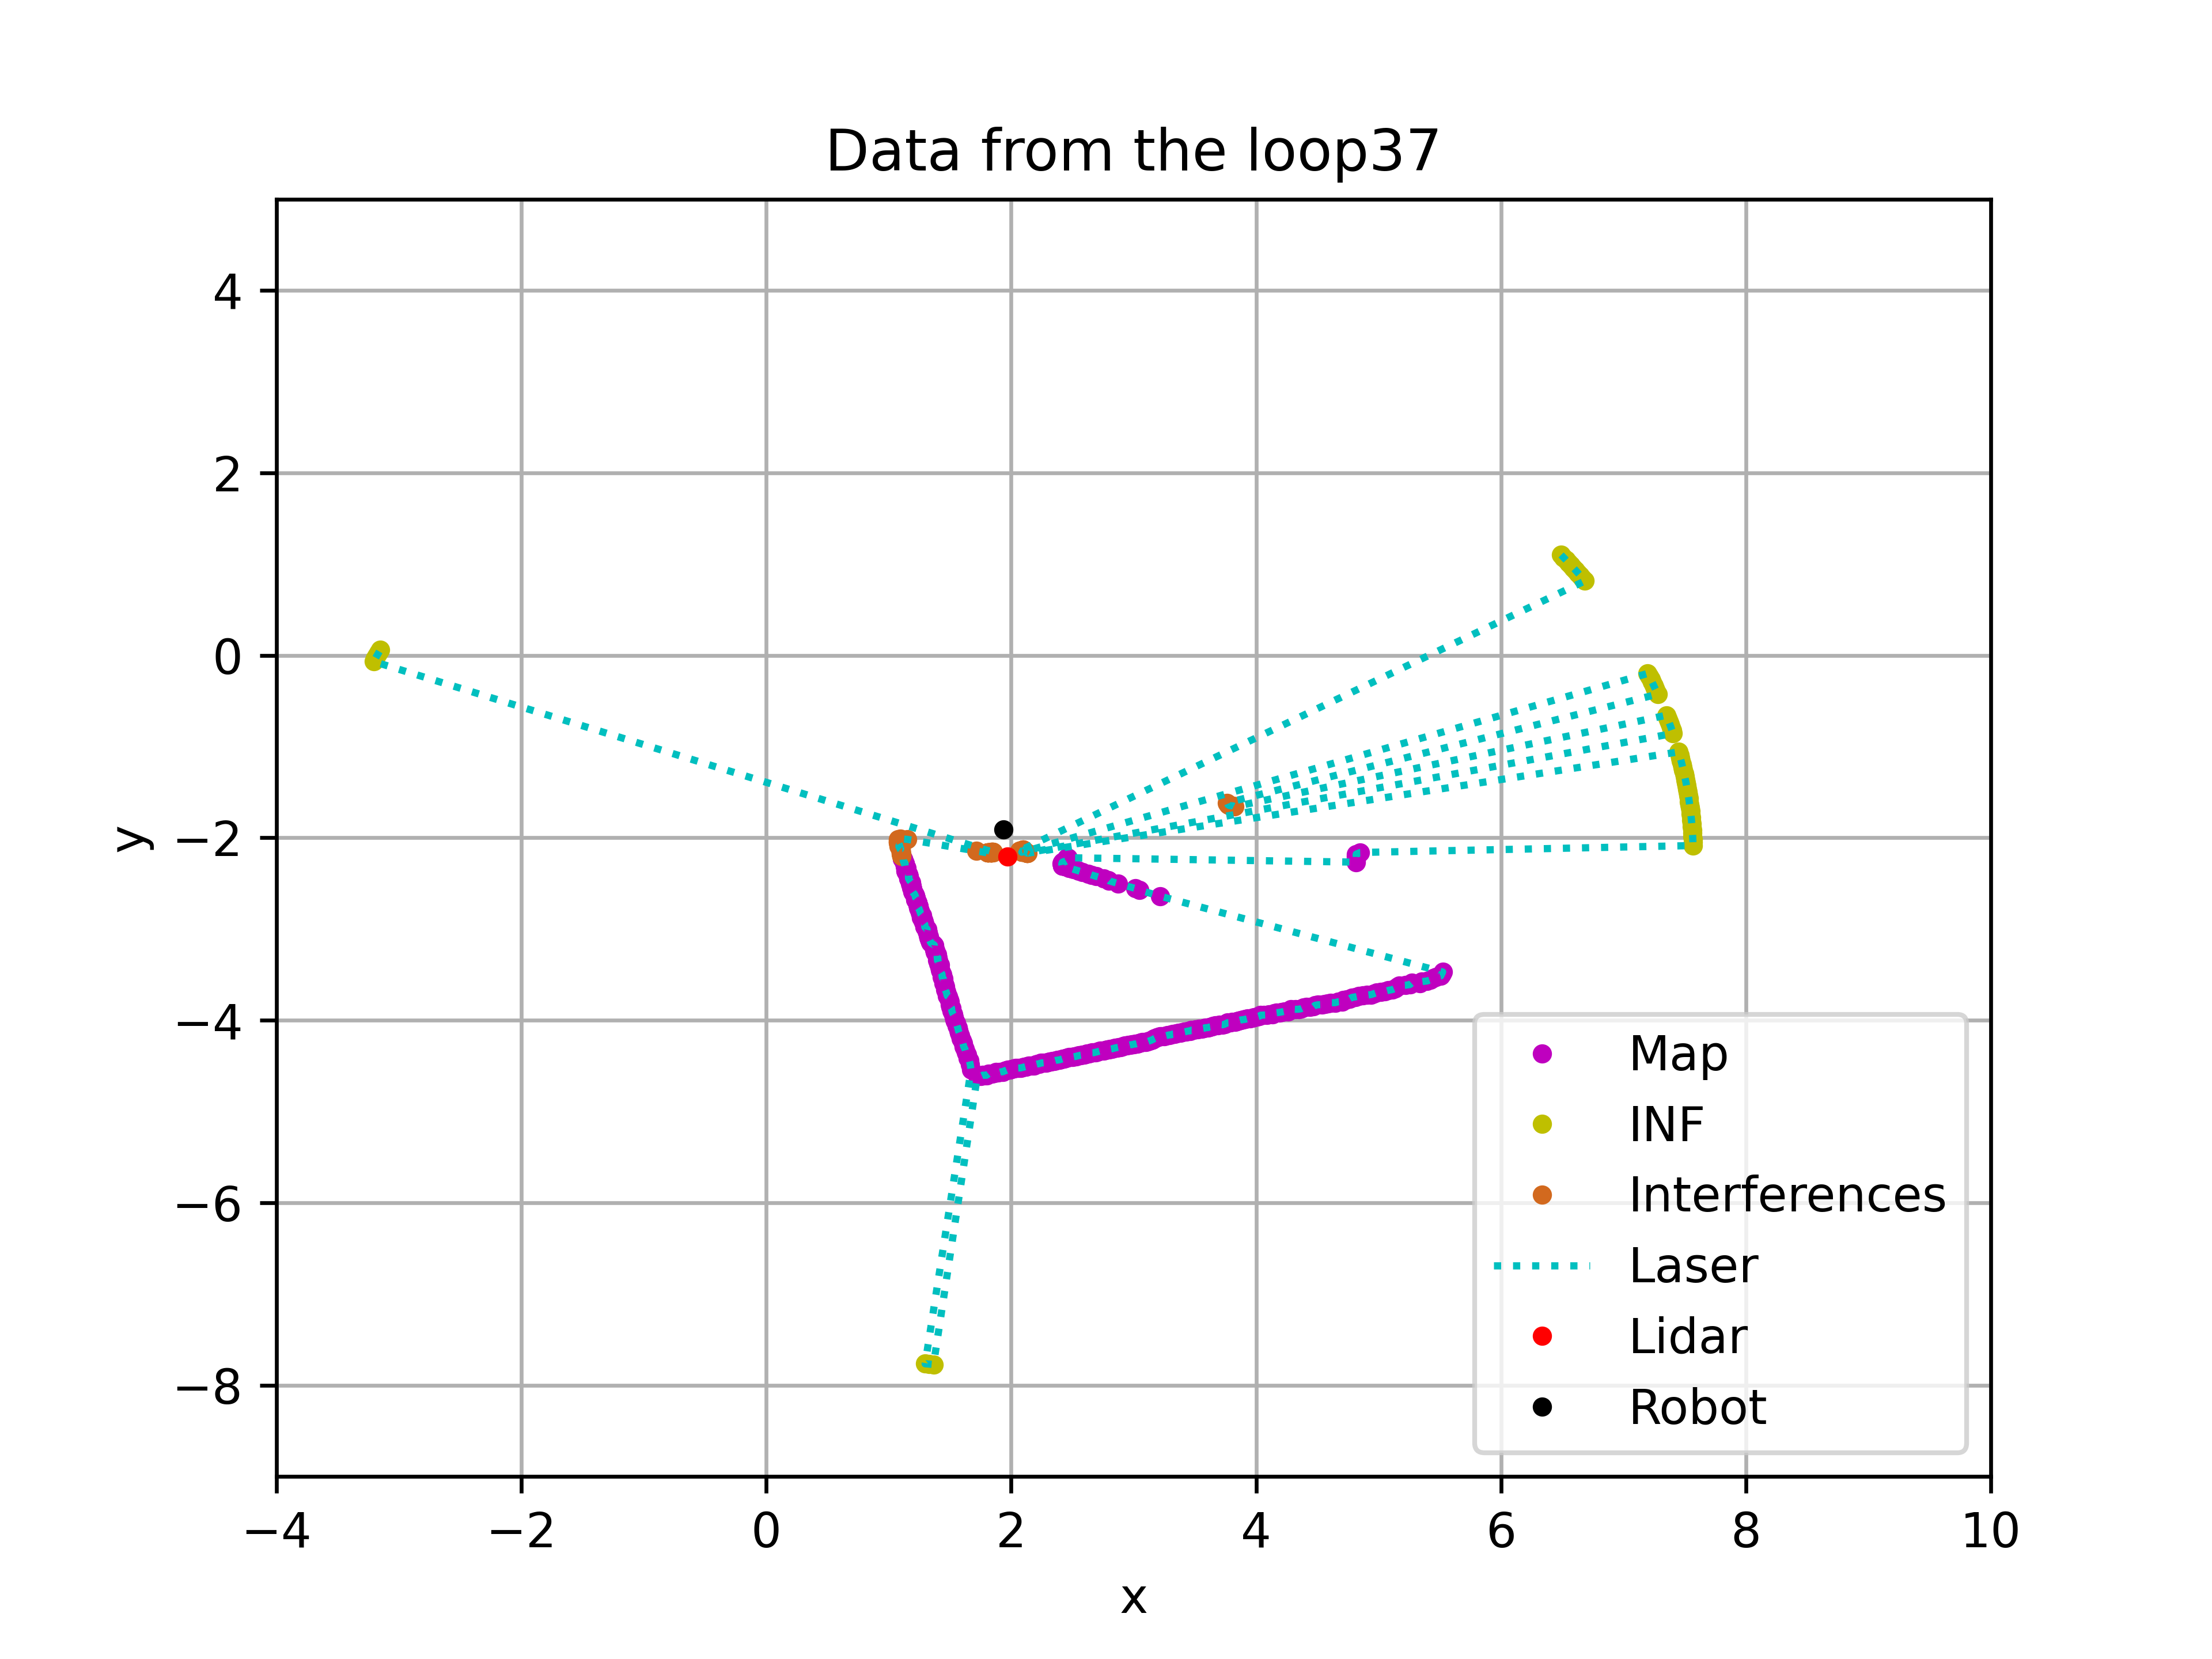 Data from the loop37
4
2
0
−2
−4
−6
−8
y
Map
INF
Interferences
Laser
Lidar
Robot
−4 −2 0 2 4 6 8 10
x